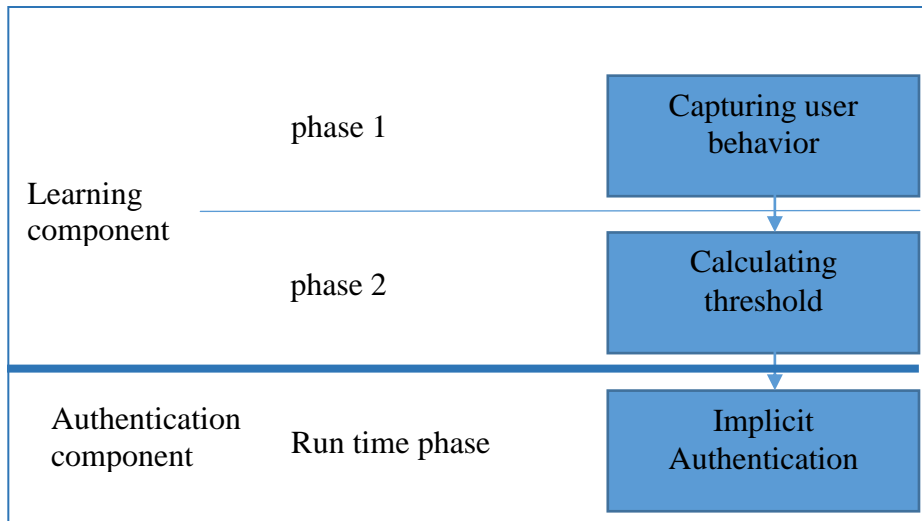 phase 1
Capturing user
behavior
Learning
component
phase 2
Calculating
threshold
Authentication
component
Run time phase
Implicit
Authentication